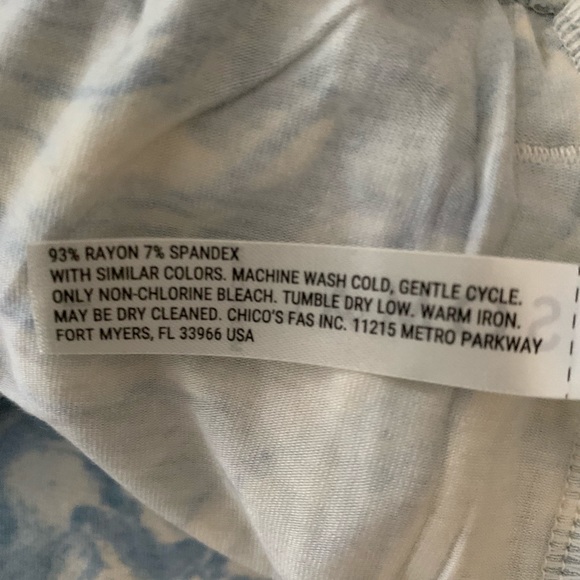 93% RAYON 7% SPANDEX
WITH SIMILAR COLORS. MACHINE WASH COLD, GENTLE CYCLE.
ONLY NON-CHLORINE BLEACH. TUMBLE DRY LOW. WARM IRON.
MAY BE DRY CLEANED. CHICO'S FAS INC. 11215 METRO PARKWAY
FORT MYERS, FL 33966 USA